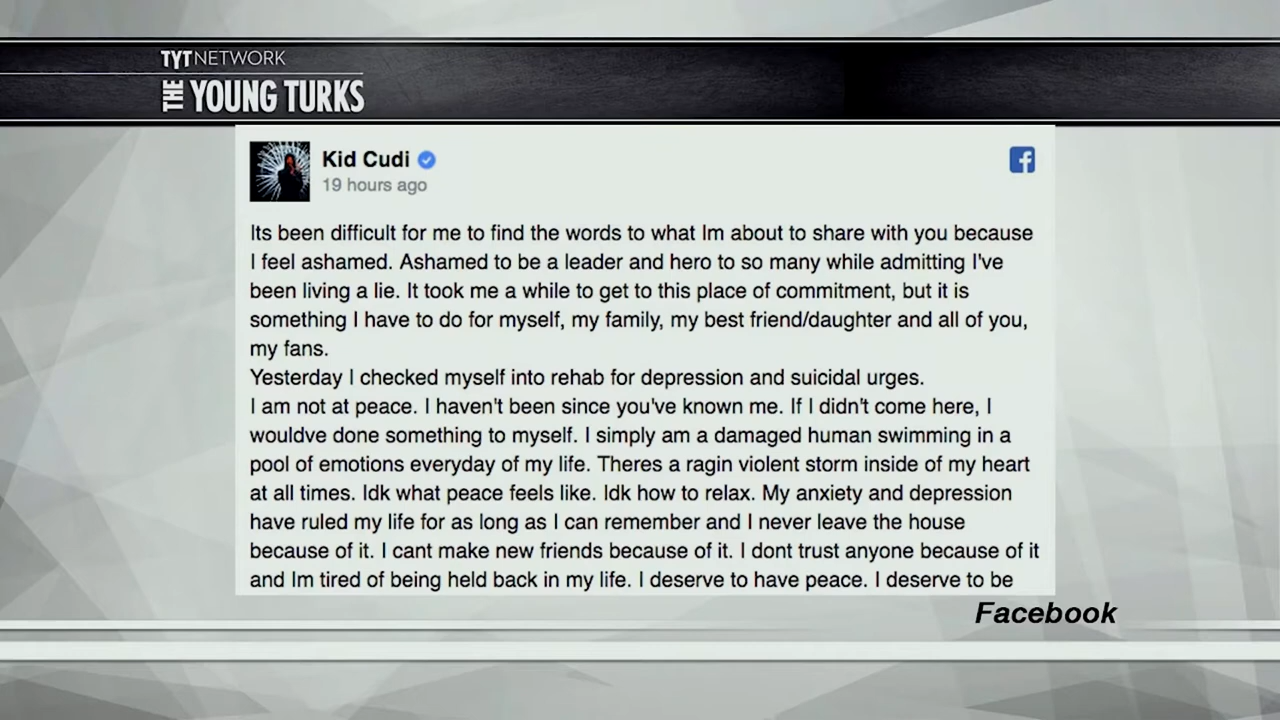 TYTNETWORK
THE YOUNG TURKS
Kid Cudi
19 hours ago
Its been difficult for me to find the words to what Im about to share with you because
I feel ashamed. Ashamed to be a leader and hero to so many while admitting I've
been living a lie. It took me a while to get to this place of commitment, but it is
something I have to do for myself, my family, my best friend/daughter and all of you,
my fans.
Yesterday I checked myself into rehab for depression and suicidal urges.
I am not at peace. I haven't been since you've known me. If I didn't come here, I
wouldve done something to myself. I simply am a damaged human swimming in a
pool of emotions everyday of my life. Theres a ragin violent storm inside of my heart
at all times. Idk what peace feels like. Idk how to relax. My anxiety and depression
have ruled my life for as long as I can remember and I never leave the house
because of it. I cant make new friends because of it. I dont trust anyone because of it
and Im tired of being held back in my life. I deserve to have peace. I deserve to be
Facebook